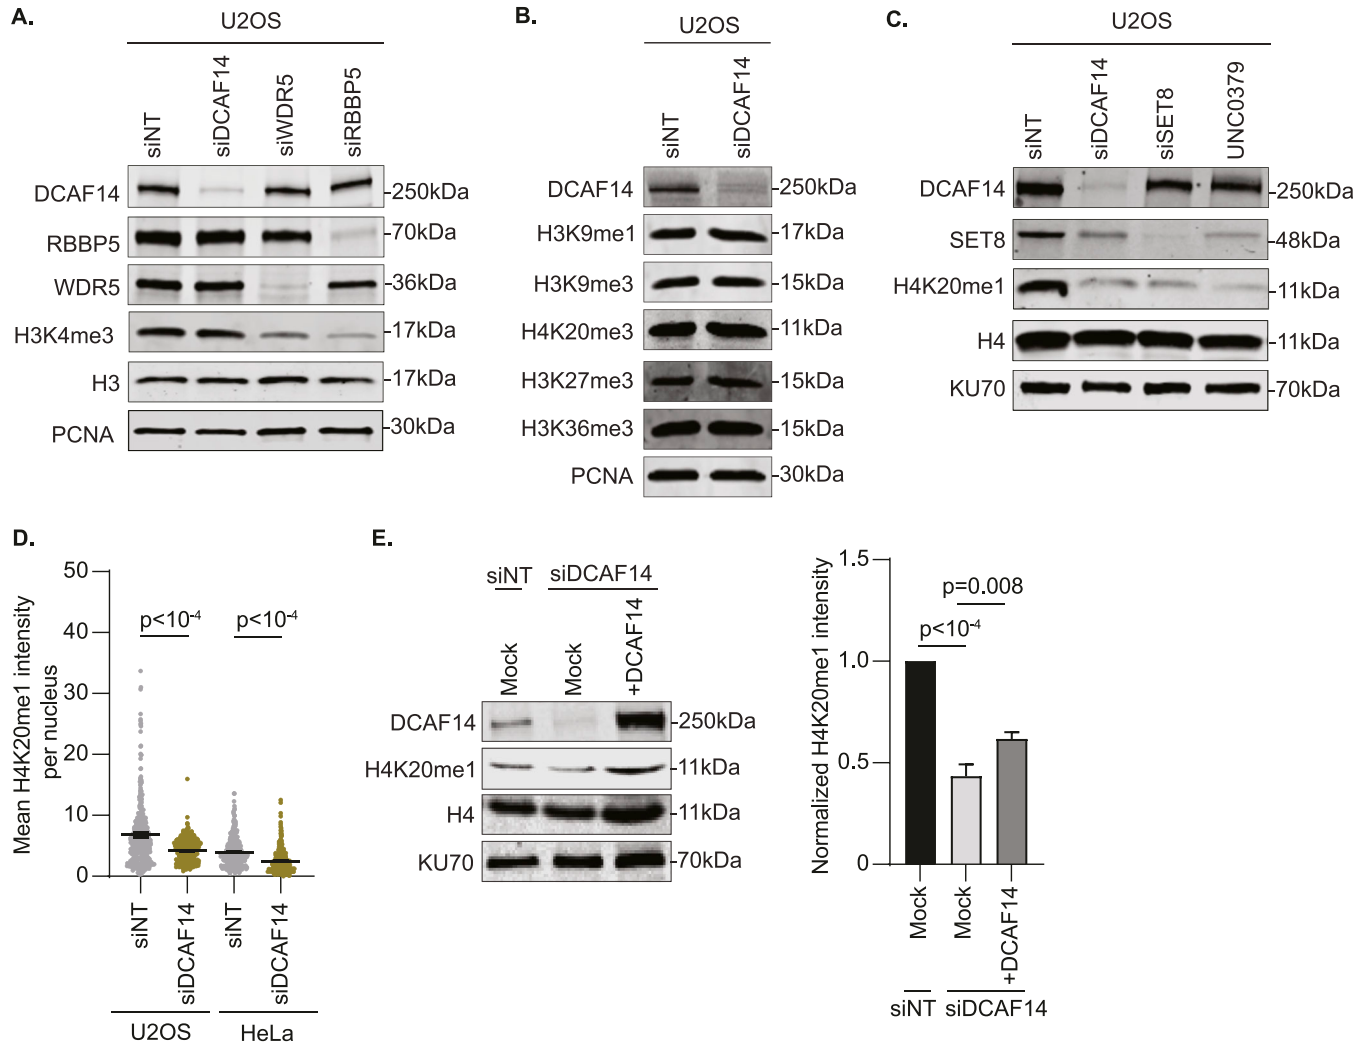 A.
U2OS
siNT
siDCAF14
siWDR5
siRBBP5
DCAF14
-250kDa
RBBP5
-70kDa
WDR5
-36kDa
H3K4me3
-17kDa
H3
-17kDa
PCNA
-30kDa
B.
U2OS
siNT
siDCAF14
DCAF14
-250kDa
H3K9me1
-17kDa
H3K9me3
-15kDa
H4K20me3
-11kDa
H3K27me3
-15kDa
H3K36me3
-15kDa
PCNA
-30kDa
C.
U2OS
siNT
siDCAF14
siSET8
UNC0379
DCAF14
-250kDa
SET8
-48kDa
H4K20me1
-11kDa
H4
-11kDa
KU70
-70kDa
D.
Mean H4K20me1 intensity
per nucleus
50
40
30
20
10
0
p<10⁻⁴
p<10⁻⁴
siNT
siDCAF14
siNT
siDCAF14
U2OS
HeLa
E.
siNT
siDCAF14
Mock
Mock
+DCAF14
DCAF14
-250kDa
H4K20me1
-11kDa
H4
-11kDa
KU70
-70kDa
Normalized H4K20me1 intensity
1.5
1.0
0.5
0
p=0.008
p<10⁻⁴
Mock
Mock
+DCAF14
siNT
siDCAF14